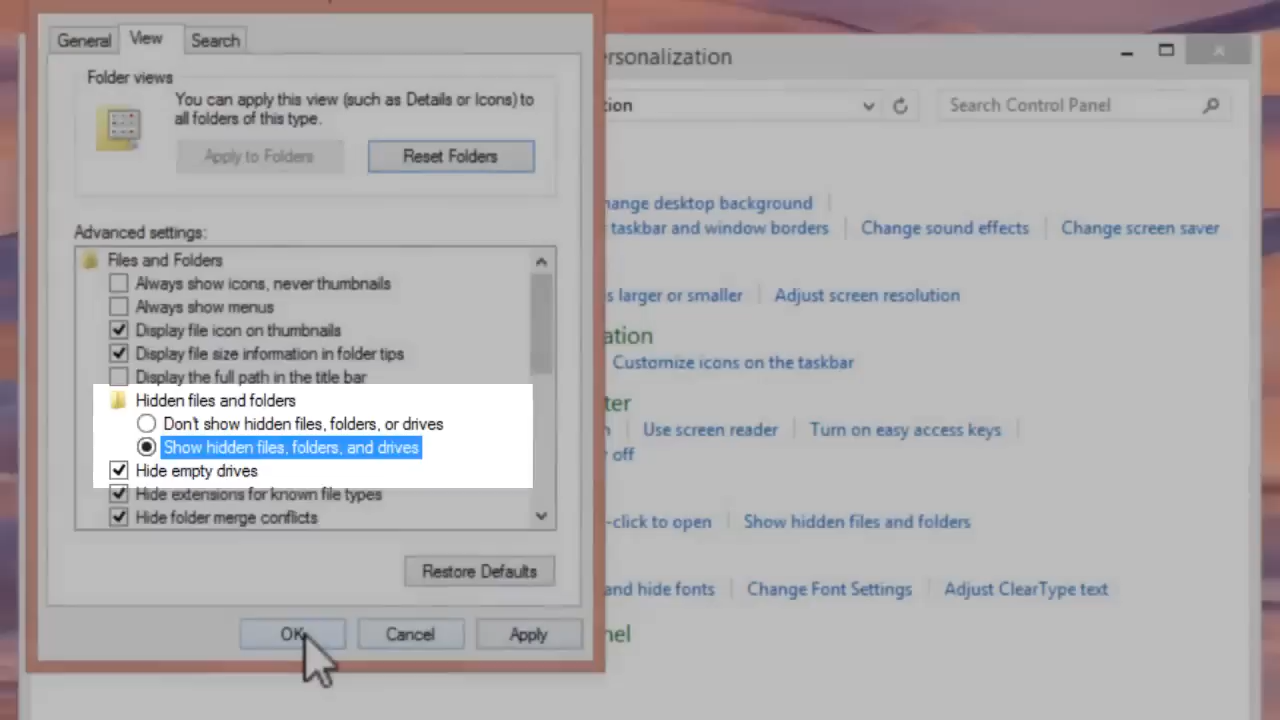 General
View
Search
Folder views
You can apply this view (such as Details or Icons) to
all folders of this type.
Apply to Folders
Reset Folders
Advanced settings:
Files and Folders
Always show icons, never thumbnails
Always show menus
Display file icon on thumbnails
Display file size information in folder tips
Display the full path in the title bar
Hidden files and folders
Don't show hidden files, folders, or drives
Show hidden files, folders, and drives
Hide empty drives
Hide extensions for known file types
Hide folder merge conflicts
Restore Defaults
OK
Cancel
Apply
rsonalization
tion
Search Control Panel
hange desktop background
taskbar and window borders
Change sound effects
Change screen saver
s larger or smaller
Adjust screen resolution
ation
Customize icons on the taskbar
ter
Use screen reader
Turn on easy access keys
off
-click to open
Show hidden files and folders
and hide fonts
Change Font Settings
Adjust ClearType text
nel